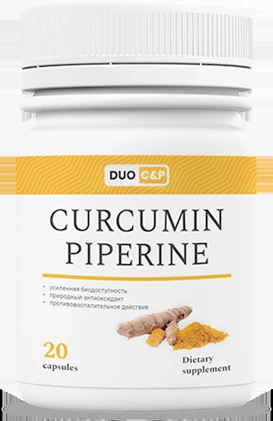 DUO C&P
CURCUMIN
PIPERINE
• усиленная биодоступность
• природный антиоксидант
• противовоспалительное действие
20
capsules
Dietary
supplement